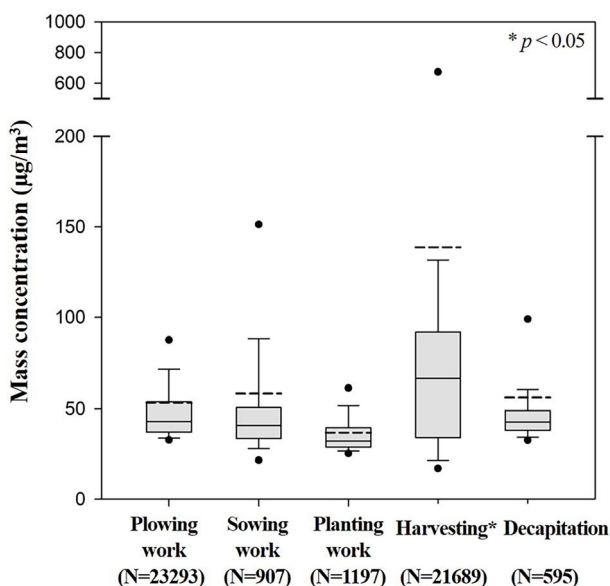 1000
800
600
200
150
100
50
0
Mass concentration (µg/m³)
* p < 0.05
Plowing work (N=23293)
Sowing work (N=907)
Planting work (N=1197)
Harvesting* (N=21689)
Decapitation (N=595)